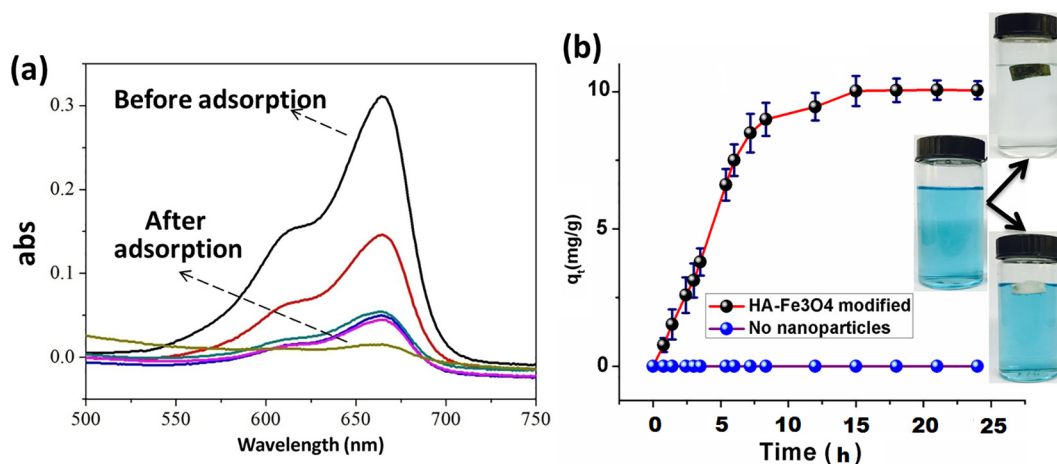 (a)
Before adsorption
After
adsorption
abs
0.3
0.2
0.1
0.0
500
550
600
650
700
750
Wavelength (nm)
(b)
10
5
0
qt(mg/g)
HA-Fe3O4 modified
No nanoparticles
0
5
10
15
20
25
Time (h)